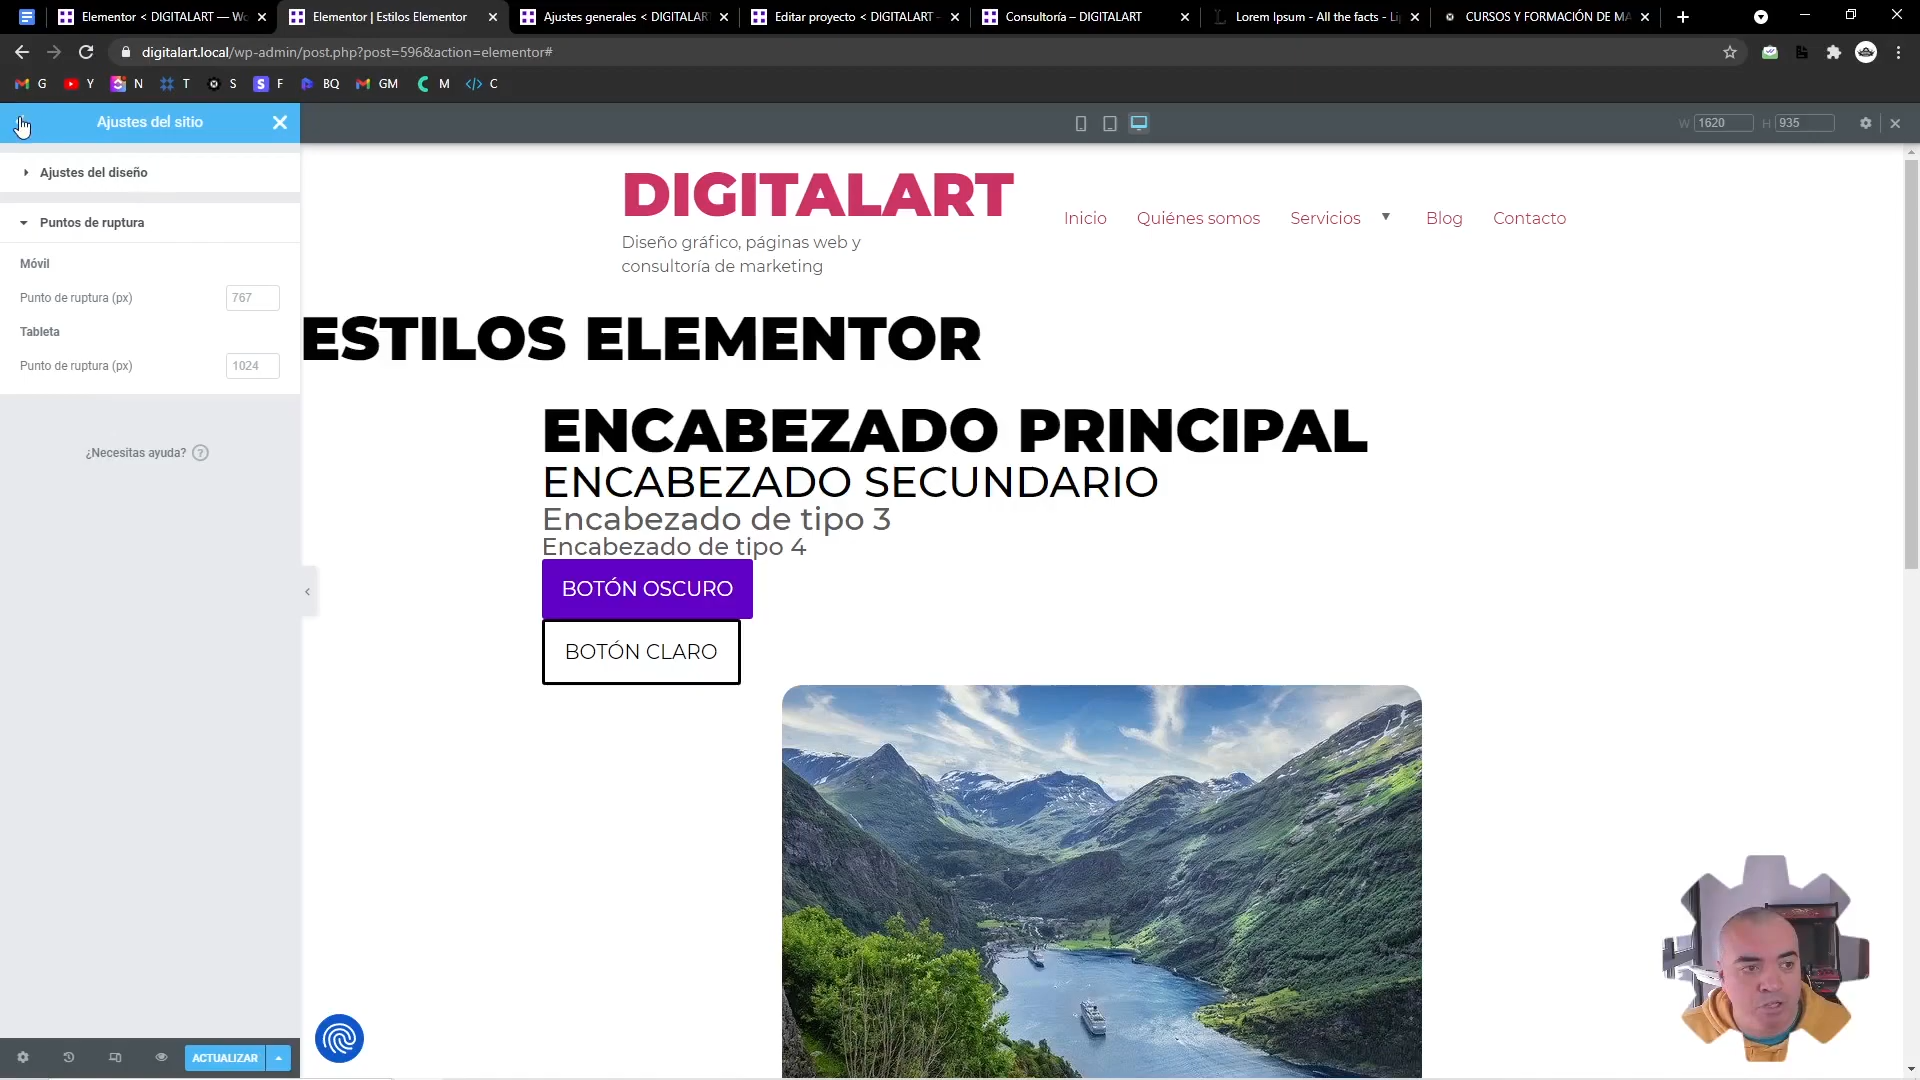 Elementor < DIGITALART — Wo
Elementor | Estilos Elementor
Ajustes generales < DIGITALART
Editar proyecto < DIGITALART –
Consultoría – DIGITALART
Lorem Ipsum - All the facts - Li
CURSOS Y FORMACIÓN DE MA
digitalart.local/wp-admin/post.php?post=596&action=elementor#
G
Y
N
T
S
F
BQ
GM
M
C
Ajustes del sitio
W 1620
H 935
Ajustes del diseño
Puntos de ruptura
Móvil
Punto de ruptura (px) 767
Tableta
Punto de ruptura (px) 1024
¿Necesitas ayuda? ?
ACTUALIZAR
DIGITALART
Diseño gráfico, páginas web y
consultoría de marketing
Inicio Quiénes somos Servicios ▼ Blog Contacto
ESTILOS ELEMENTOR
ENCABEZADO PRINCIPAL
ENCABEZADO SECUNDARIO
Encabezado de tipo 3
Encabezado de tipo 4
BOTÓN OSCURO
BOTÓN CLARO